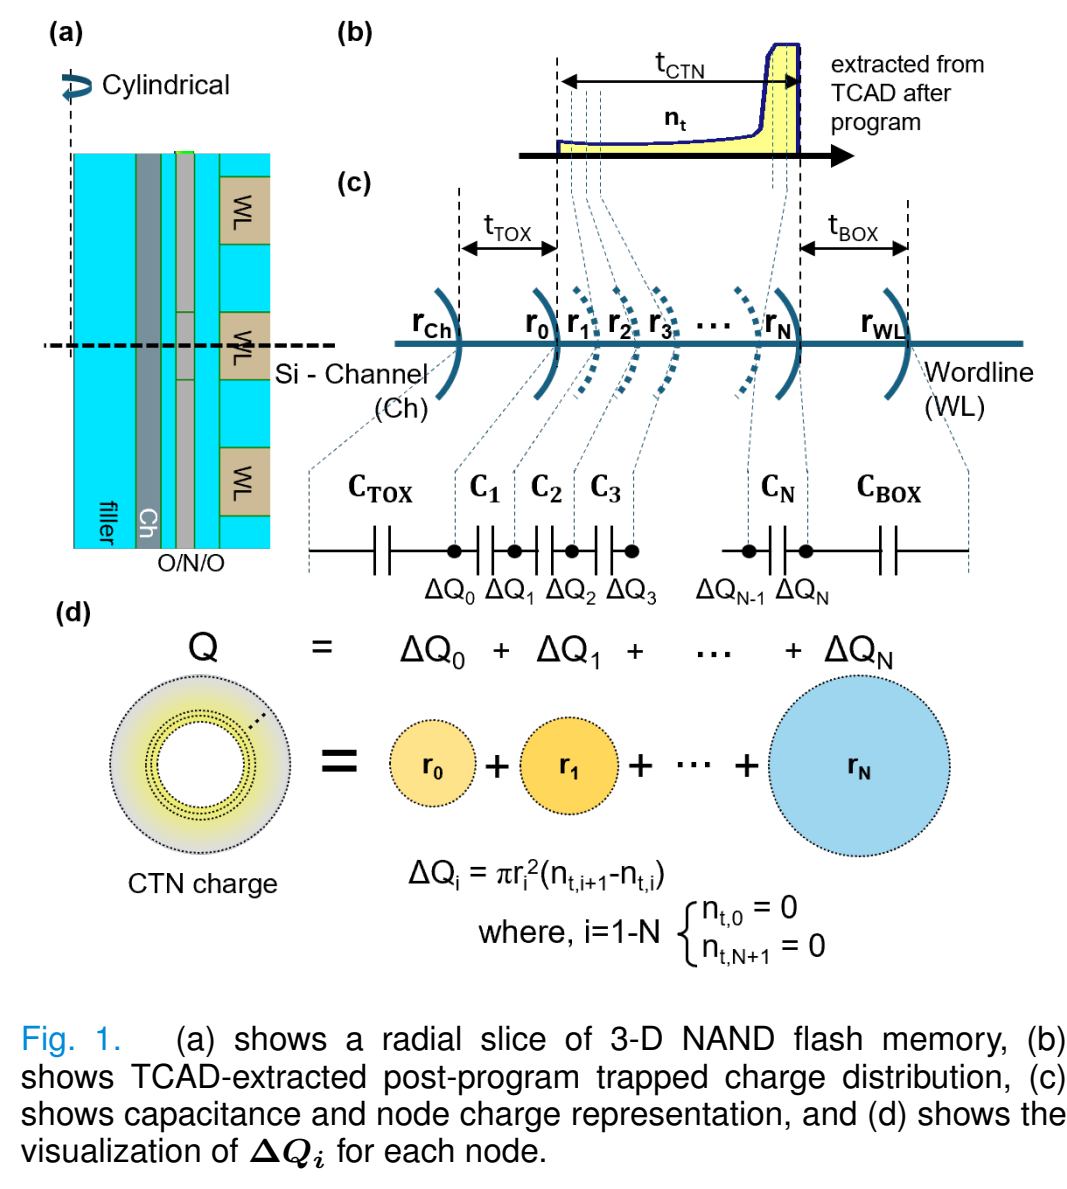 (a)
Cylindrical
WL
WL
WL
filler
Ch
O/N/O
Si - Channel
(Ch)
(b)
t_CTN
n_t
extracted from
TCAD after
program
(c)
t_TOX
t_BOX
r_Ch r_0 r_1 r_2 r_3 ... r_N r_WL
Wordline
(WL)
C_TOX C_1 C_2 C_3 C_N C_BOX
ΔQ_0 ΔQ_1 ΔQ_2 ΔQ_3 ΔQ_N-1 ΔQ_N
(d)
Q = ΔQ_0 + ΔQ_1 + ... + ΔQ_N
= r_0 + r_1 + ... + r_N
CTN charge
ΔQ_i = πr_i²(n_t,i+1-n_t,i)
where, i=1-N { n_t,0 = 0
n_t,N+1 = 0
Fig. 1. (a) shows a radial slice of 3-D NAND flash memory, (b)
shows TCAD-extracted post-program trapped charge distribution, (c)
shows capacitance and node charge representation, and (d) shows the
visualization of ΔQ_i for each node.